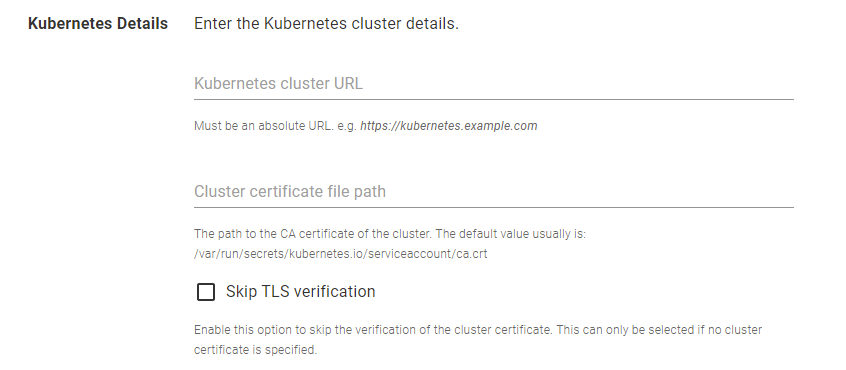 Kubernetes Details Enter the Kubernetes cluster details.
Kubernetes cluster URL
Must be an absolute URL. e.g. https://kubernetes.example.com
Cluster certificate file path
The path to the CA certificate of the cluster. The default value usually is:
/var/run/secrets/kubernetes.io/serviceaccount/ca.crt
Skip TLS verification
Enable this option to skip the verification of the cluster certificate. This can only be selected if no cluster
certificate is specified.